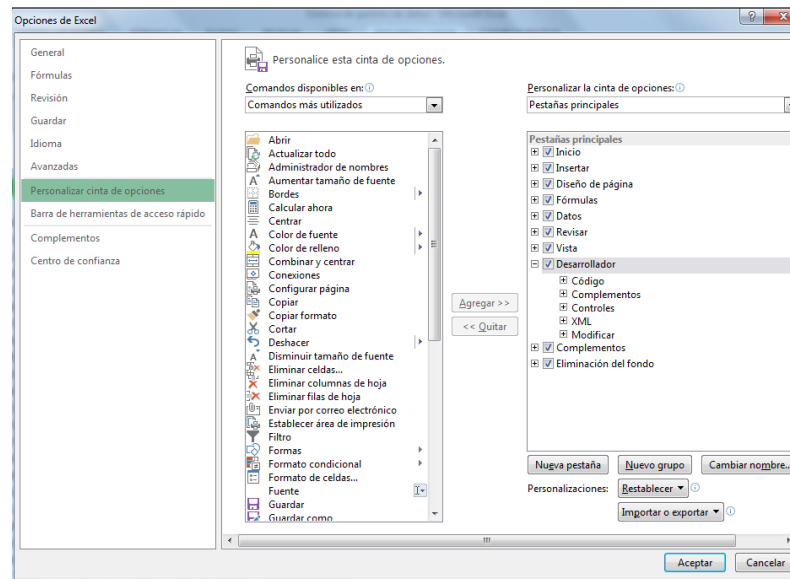 Opciones de Excel
General
Fórmulas
Revisión
Guardar
Idioma
Avanzadas
Personalizar cinta de opciones
Barra de herramientas de acceso rápido
Complementos
Centro de confianza
Personalice esta cinta de opciones.
Comandos disponibles en:
Comandos más utilizados
Abrir
Actualizar todo
Administrador de nombres
Aumentar tamaño de fuente
Bordes
Calcular ahora
Centrar
Color de fuente
Color de relleno
Combinar y centrar
Conexiones
Configurar página
Copiar
Copiar formato
Cortar
Deshacer
Disminuir tamaño de fuente
Eliminar celdas...
Eliminar columnas de hoja
Eliminar filas de hoja
Enviar por correo electrónico
Establecer área de impresión
Filtro
Formas
Formato condicional
Formato de celdas...
Fuente
Guardar
Guardar como
Agregar >>
<< Quitar
Personalizar la cinta de opciones:
Pestañas principales
Pestañas principales
Inicio
Insertar
Diseño de página
Fórmulas
Datos
Revisar
Vista
Desarrollador
Código
Complementos
Controles
XML
Modificar
Complementos
Eliminación del fondo
Nueva pestaña
Nuevo grupo
Cambiar nombre...
Personalizaciones:
Restablecer
Importar o exportar
Aceptar
Cancelar